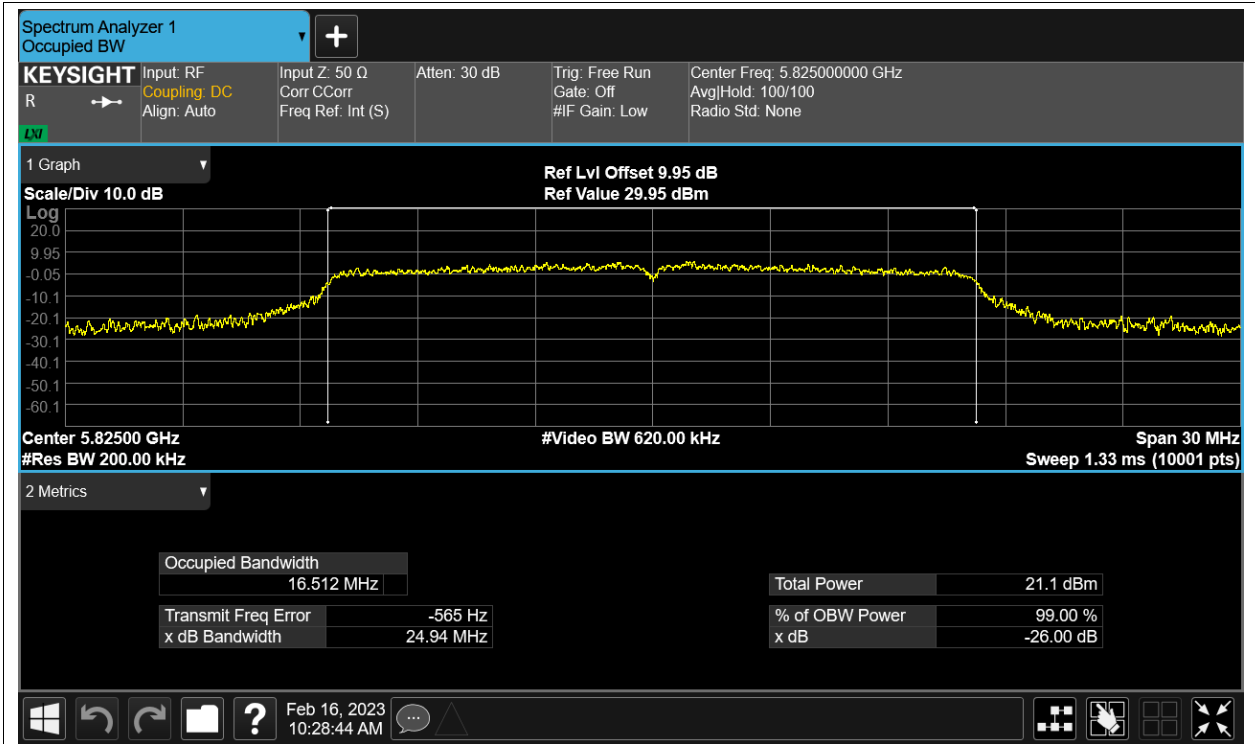 Spectrum Analyzer 1
Occupied BW
KEYSIGHT
R
LXI
Input: RF
Coupling: DC
Align: Auto
Input Z: 50 Ω
Corr CCorr
Freq Ref: Int (S)
Atten: 30 dB
Trig: Free Run
Gate: Off
#IF Gain: Low
Center Freq: 5.825000000 GHz
Avg|Hold: 100/100
Radio Std: None
1 Graph
Scale/Div 10.0 dB
Ref Lvl Offset 9.95 dB
Ref Value 29.95 dBm
Log
20.0
9.95
-0.05
-10.1
-20.1
-30.1
-40.1
-50.1
-60.1
Center 5.82500 GHz
#Res BW 200.00 kHz
#Video BW 620.00 kHz
Span 30 MHz
Sweep 1.33 ms (10001 pts)
2 Metrics
Occupied Bandwidth
16.512 MHz
Transmit Freq Error -565 Hz
x dB Bandwidth 24.94 MHz
Total Power 21.1 dBm
% of OBW Power 99.00 %
x dB -26.00 dB
?
Feb 16, 2023
10:28:44 AM